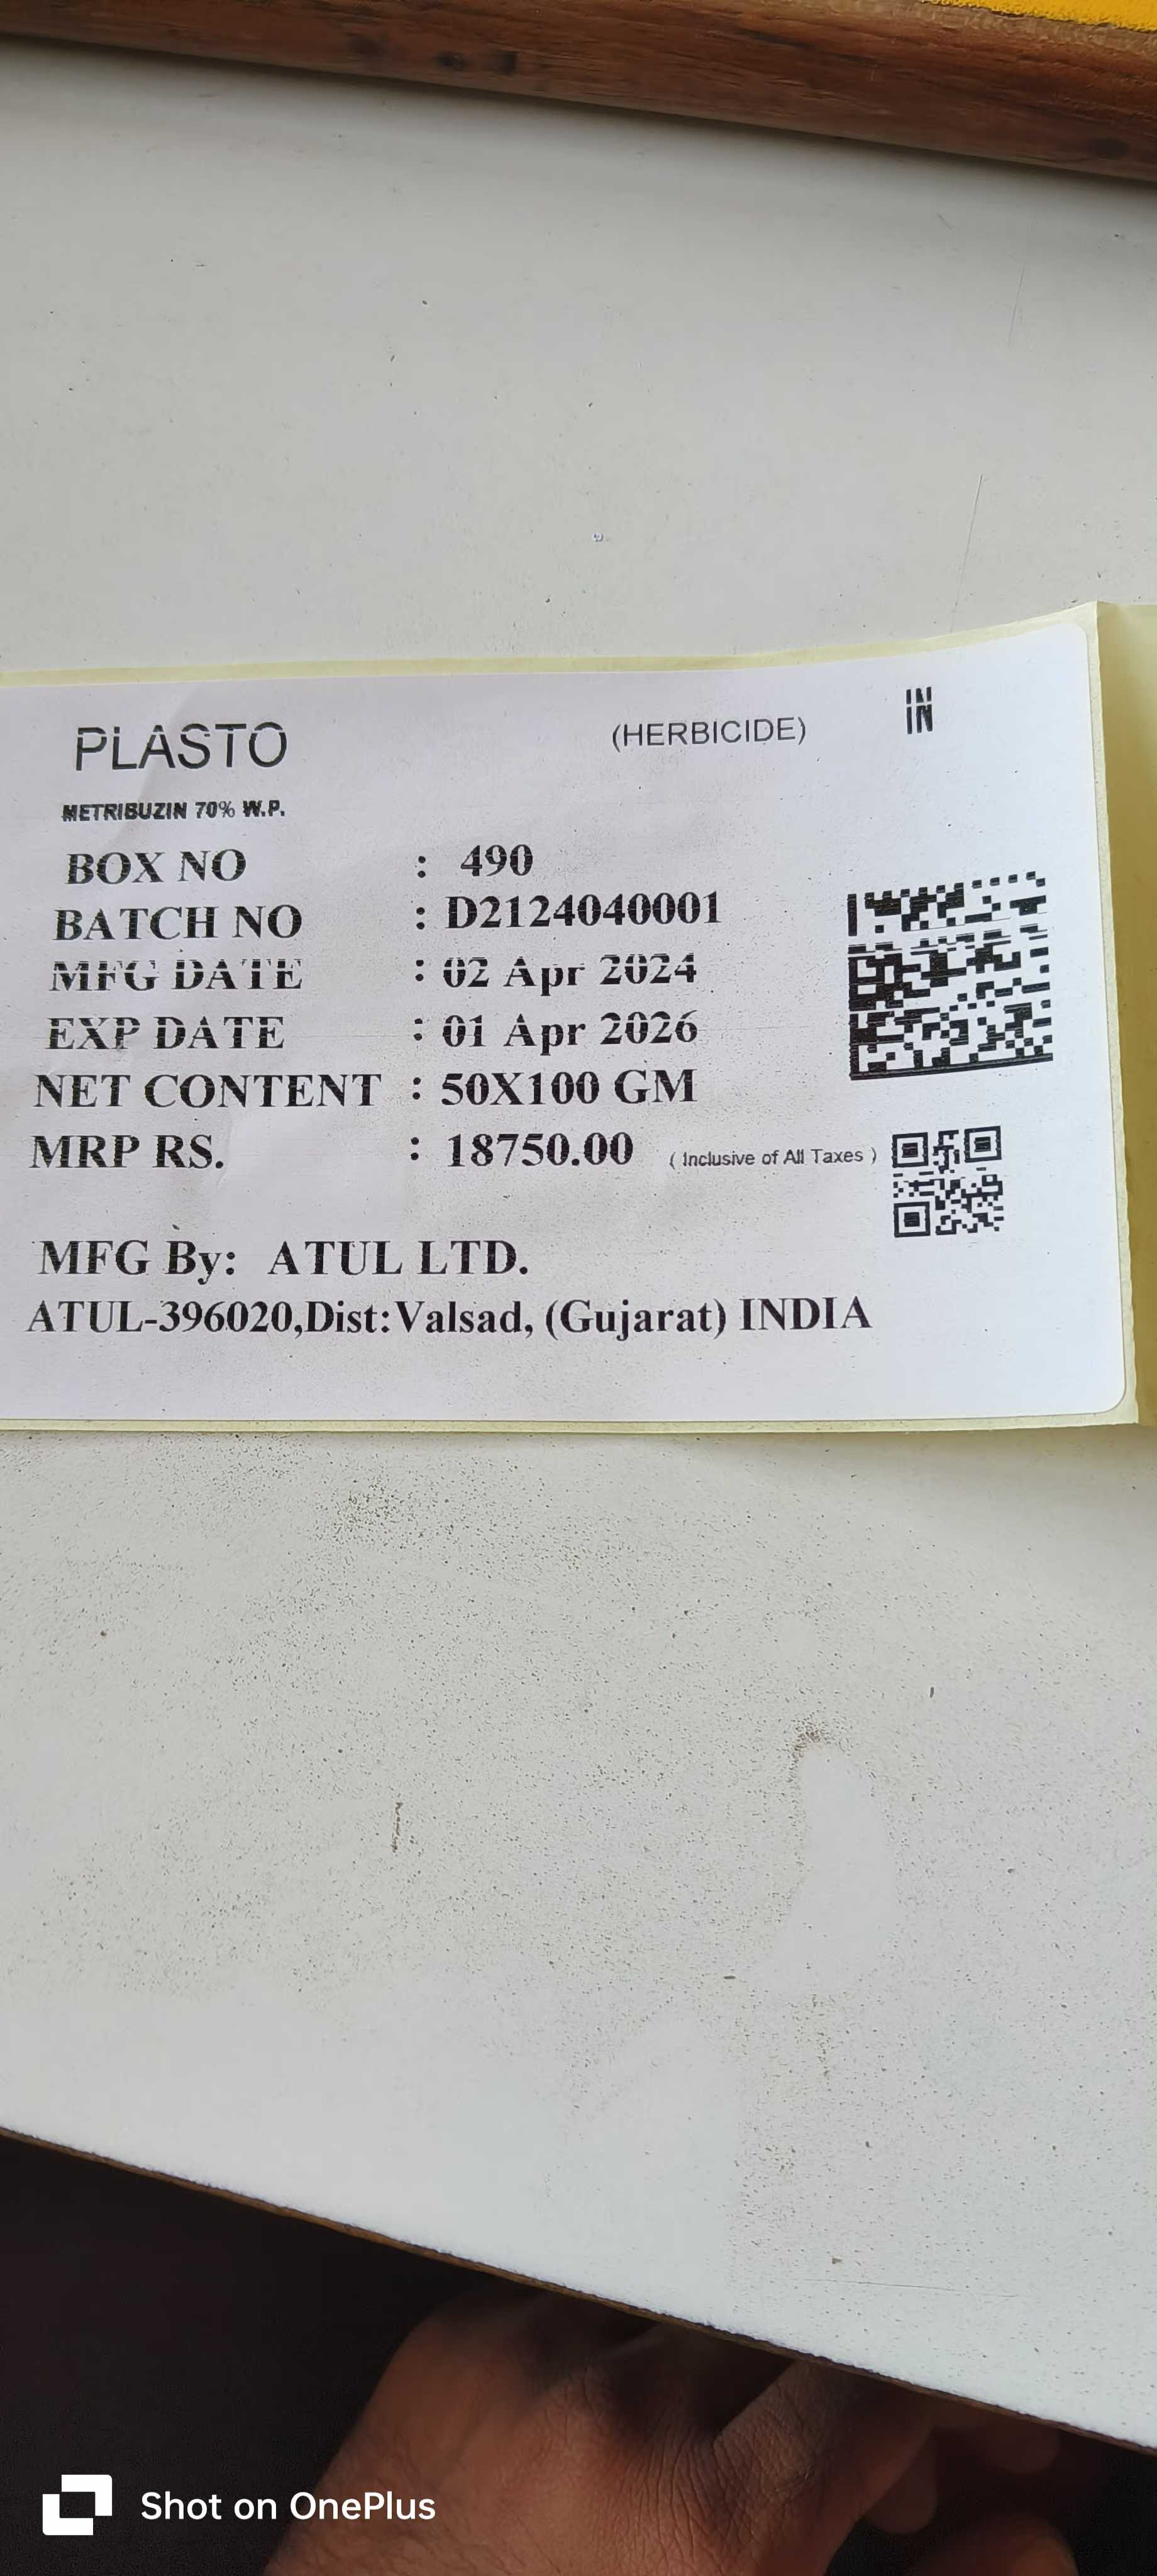 PLASTO (HERBICIDE) IN
METRIBUZIN 70% W.P.
BOX NO : 490
BATCH NO : D2124040001
MFG DATE : 02 Apr 2024
EXP DATE : 01 Apr 2026
NET CONTENT : 50X100 GM
MRP RS. : 18750.00 ( Inclusive of All Taxes )
MFG By: ATUL LTD.
ATUL-396020,Dist:Valsad, (Gujarat) INDIA
Shot on OnePlus